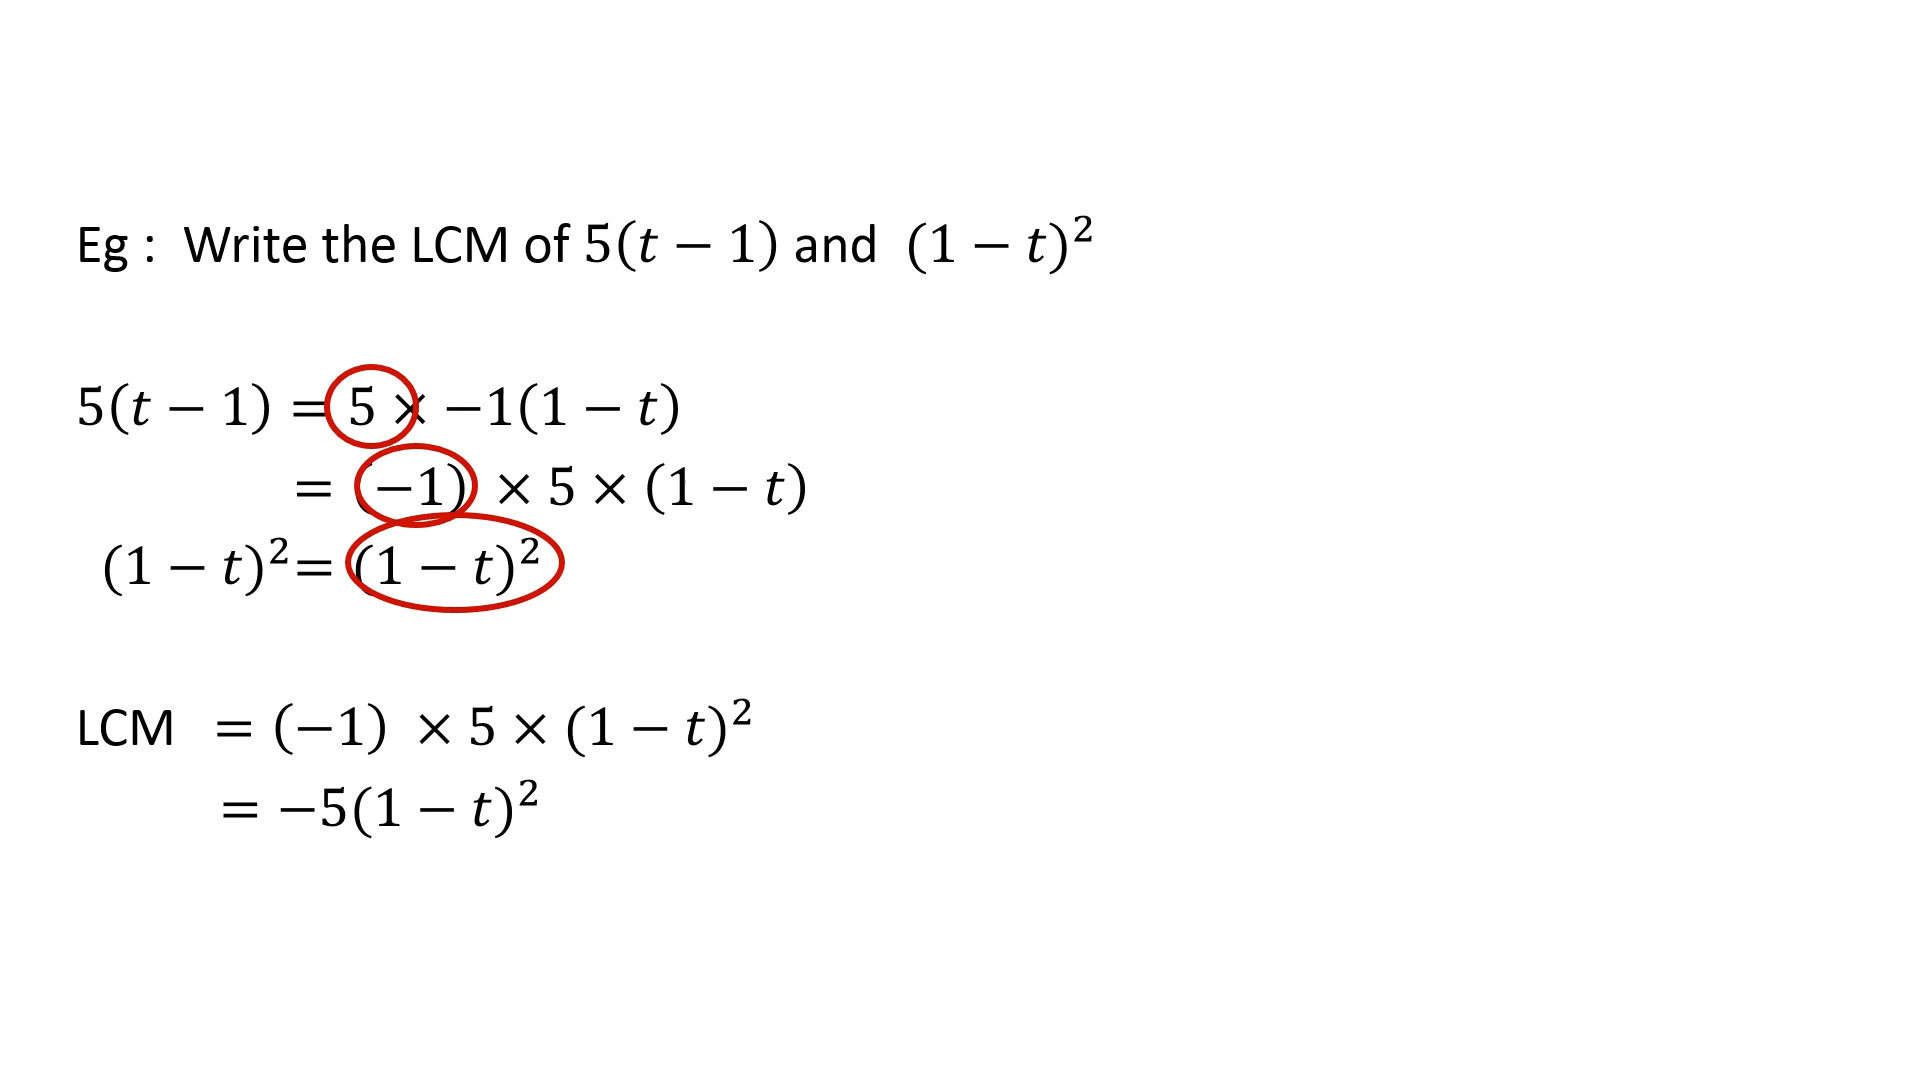 Eg :  Write the LCM of 5(t − 1) and (1 − t)²
5(t − 1) = 5 × −1(1 − t)
= (−1) × 5 × (1 − t)
(1 − t)² = (1 − t)²
LCM = (−1) × 5 × (1 − t)²
= −5(1 − t)²